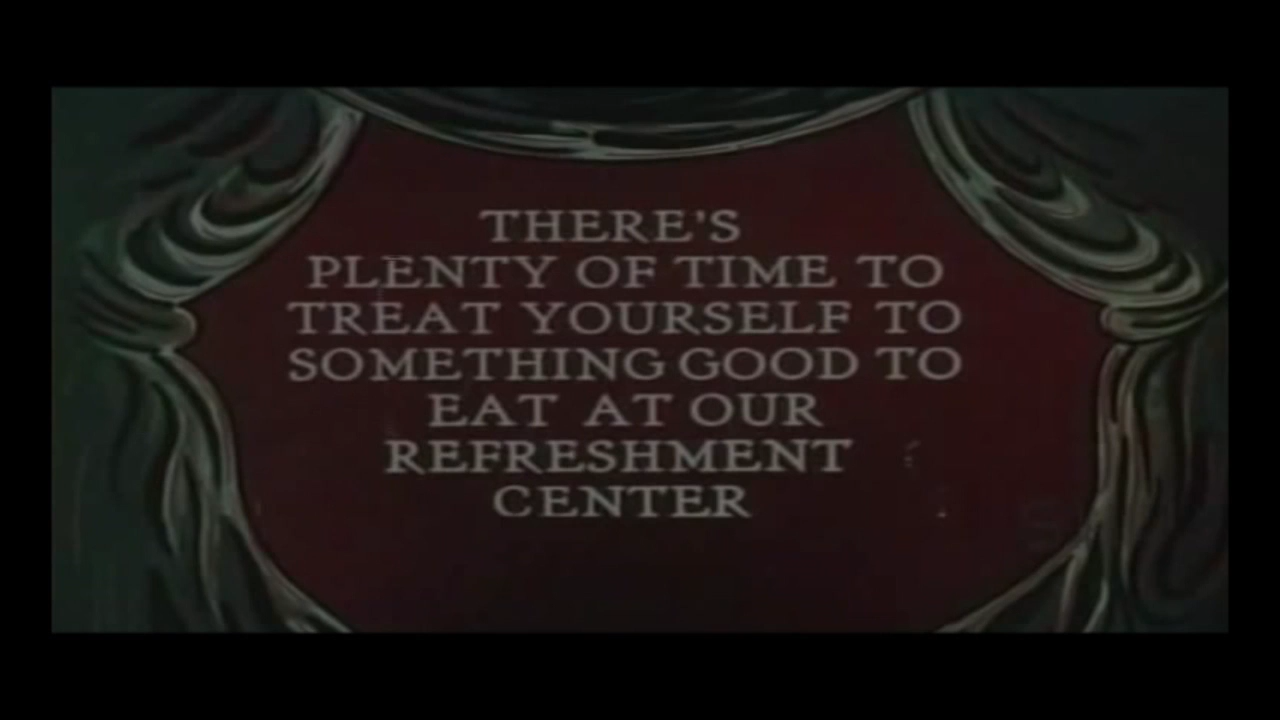 THERE'S
PLENTY OF TIME TO
TREAT YOURSELF TO
SOMETHING GOOD TO
EAT AT OUR
REFRESHMENT
CENTER